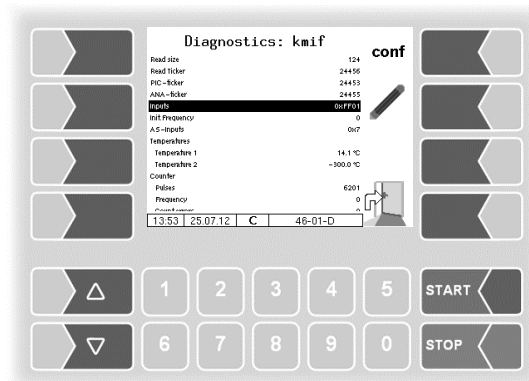 Diagnostics: kmif
conf
Read size 124
Read Ticker 24456
PIC-ticker 24453
ANA-ticker 24455
Inputs 0xFF01
Init.Frequency 0
AS-Inputs 0x7
Temperatures
Temperature 1 14.1 °C
Temperature 2 -300.0 °C
Counter
Pulses 6201
Frequency 0
13:53 25.07.12 C 46-01-D
1 2 3 4 5 START
6 7 8 9 0 STOP